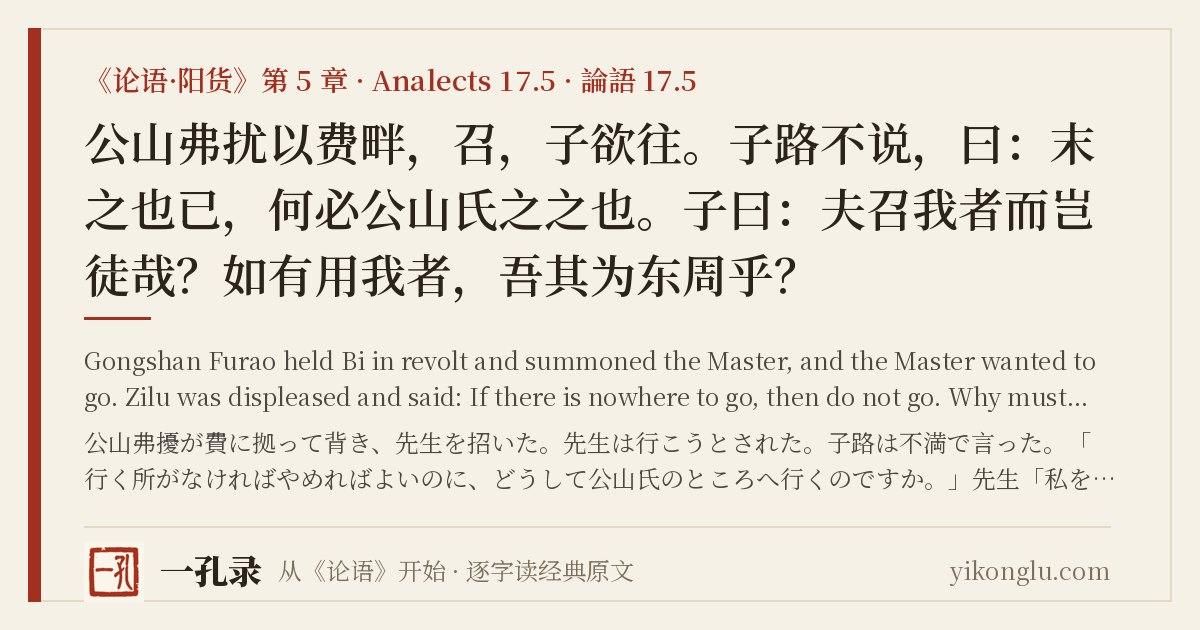 《论语·阳货》第 5 章 · Analects 17.5 · 論語 17.5
公山弗扰以费畔，召，子欲往。子路不说，曰：末
之也已，何必公山氏之之也。子曰：夫召我者而岂
徒哉？如有用我者，吾其为东周乎？
Gongshan Furao held Bi in revolt and summoned the Master, and the Master wanted to
go. Zilu was displeased and said: If there is nowhere to go, then do not go. Why must...
公山弗擾が費に拠って背き、先生を招いた。先生は行こうとされた。子路は不満で言った。「
行く所がなければやめればよいのに、どうして公山氏のところへ行くのですか。」先生「私を…
一孔
一孔录
从《论语》开始 · 逐字读经典原文
yikonglu.com